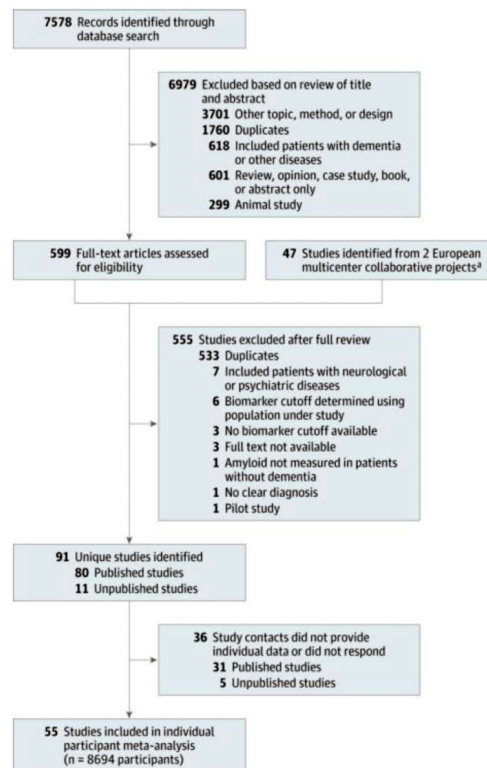 7578 Records identified through
database search
6979 Excluded based on review of title
and abstract
3701 Other topic, method, or design
1760 Duplicates
618 Included patients with dementia
or other diseases
601 Review, opinion, case study, book,
or abstract only
299 Animal study
599 Full-text articles assessed
for eligibility
47 Studies identified from 2 European
multicenter collaborative projectsª
555 Studies excluded after full review
533 Duplicates
7 Included patients with neurological
or psychiatric diseases
6 Biomarker cutoff determined using
population under study
3 No biomarker cutoff available
3 Full text not available
1 Amyloid not measured in patients
without dementia
1 No clear diagnosis
1 Pilot study
91 Unique studies identified
80 Published studies
11 Unpublished studies
36 Study contacts did not provide
individual data or did not respond
31 Published studies
5 Unpublished studies
55 Studies included in individual
participant meta-analysis
(n = 8694 participants)